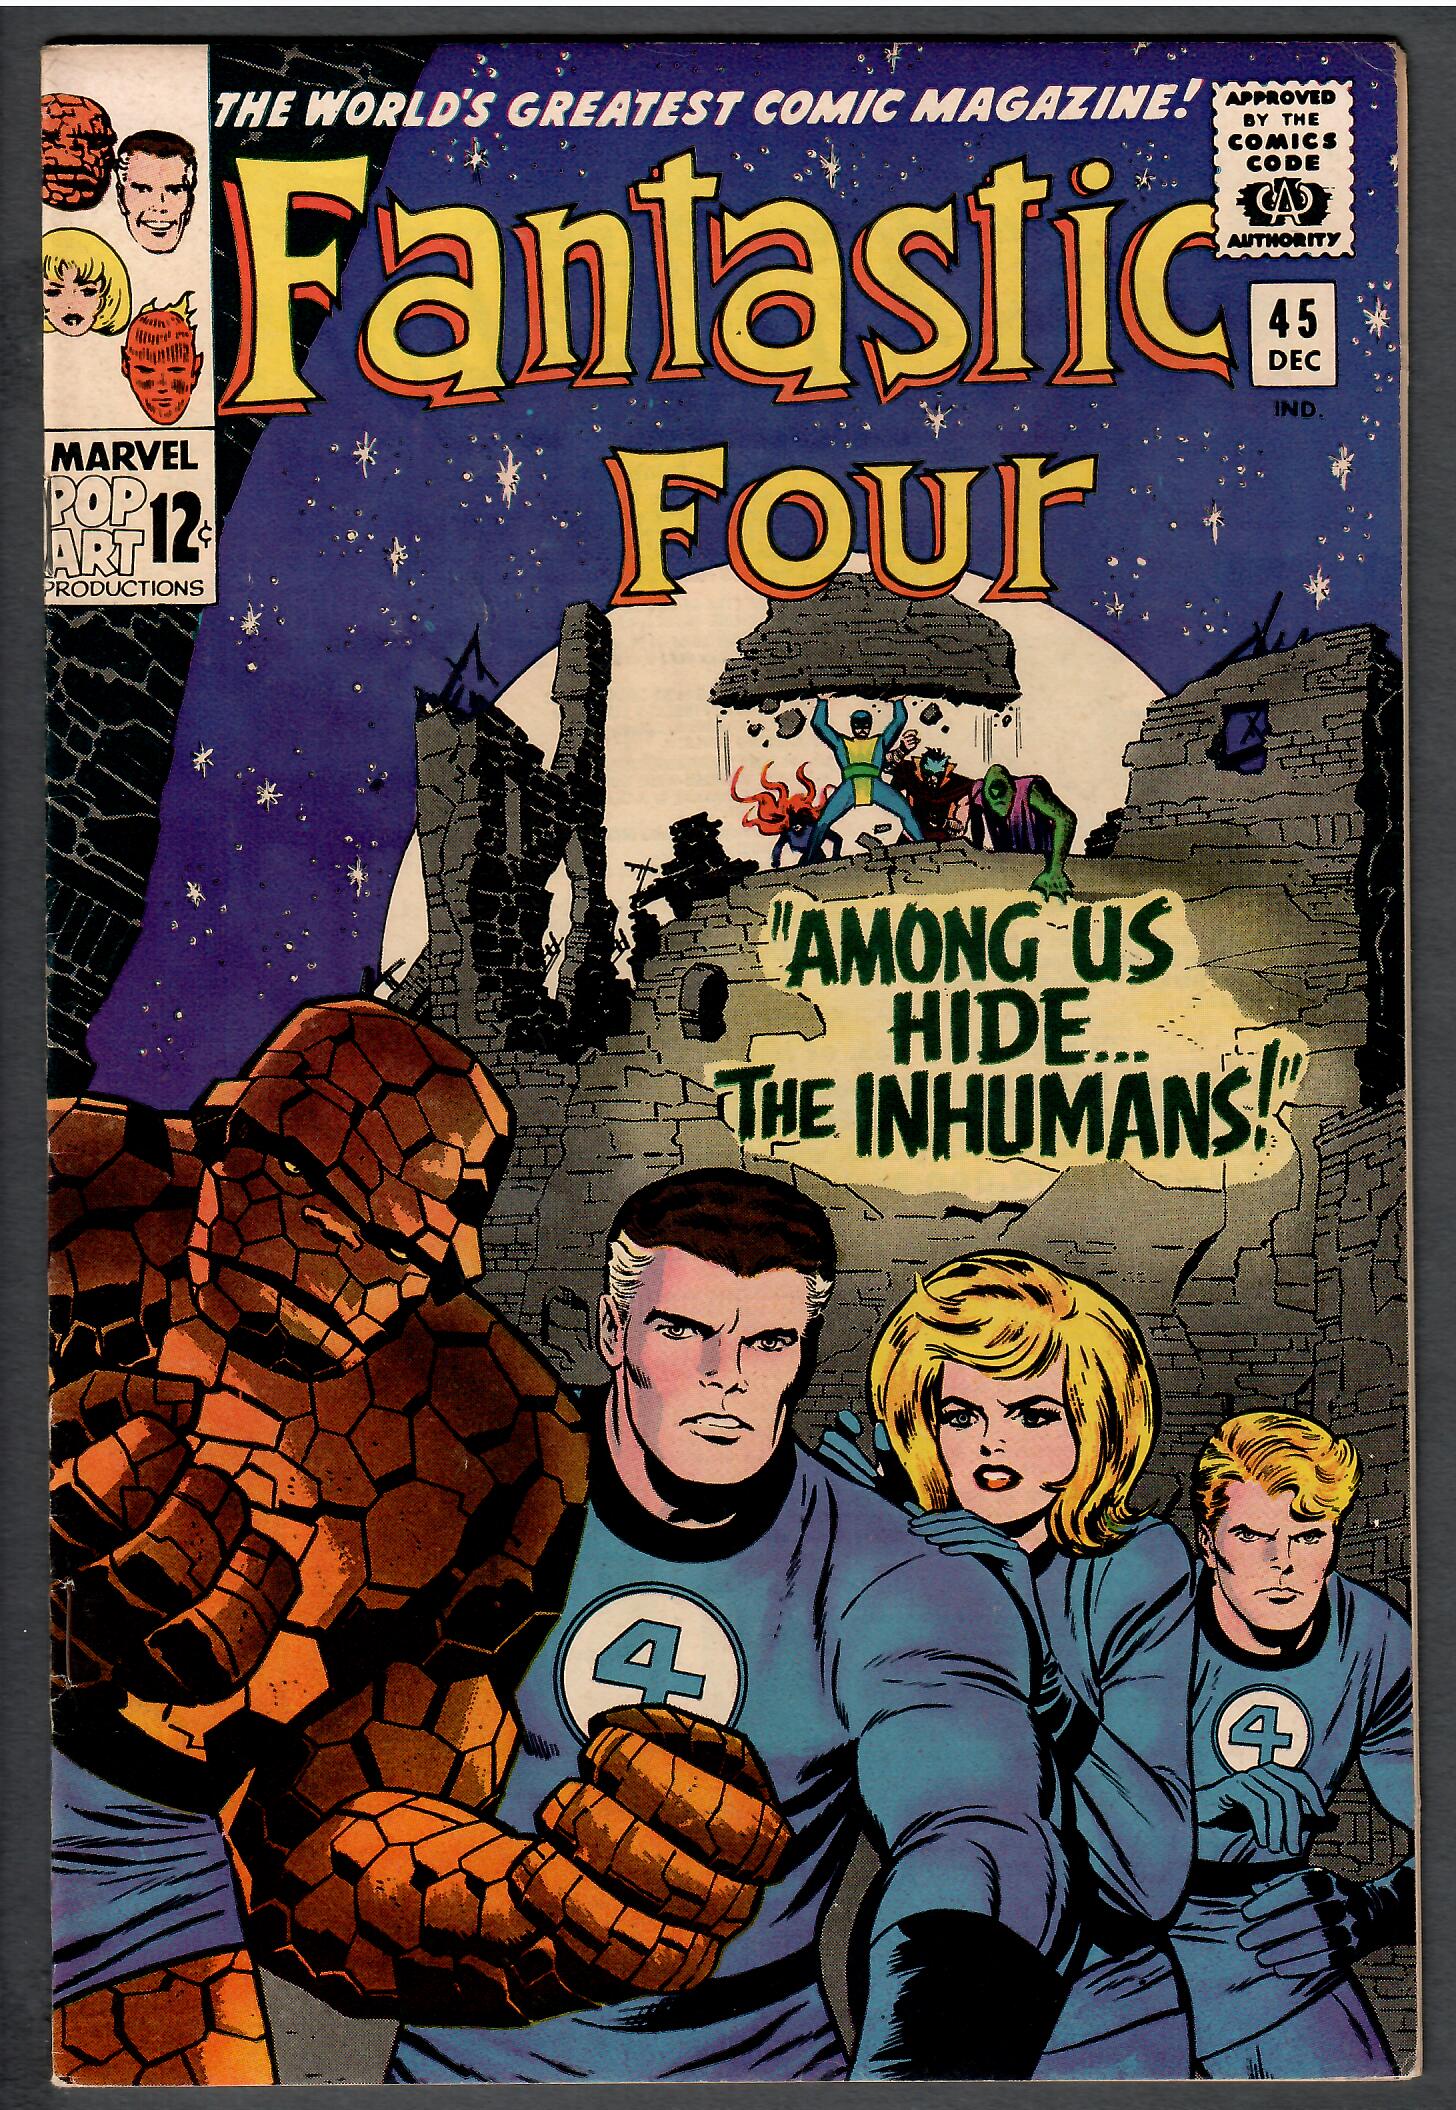 THE WORLD'S GREATEST COMIC MAGAZINE!
APPROVED
BY THE
COMICS
CODE
CA
AUTHORITY
Fantastic
Four
45
DEC
IND.
MARVEL
POP
ART 12¢
PRODUCTIONS
"AMONG US
HIDE...
THE INHUMANS!"
4
4